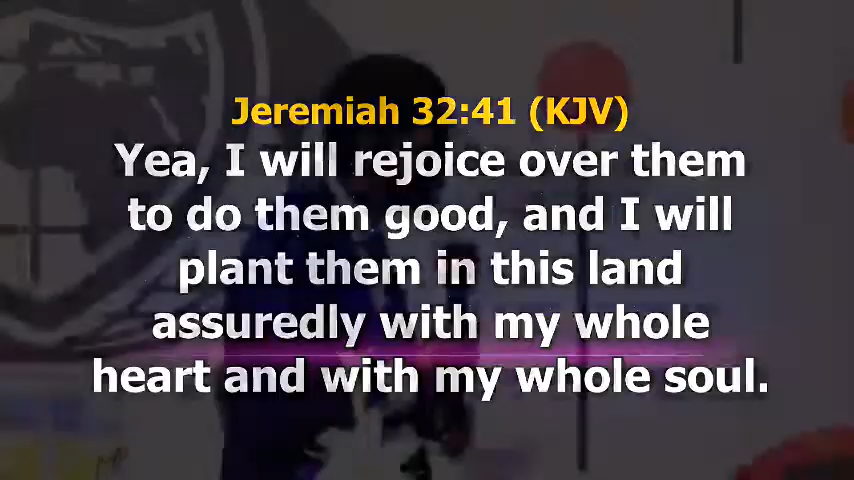 Jeremiah 32:41 (KJV)
Yea, I will rejoice over them
to do them good, and I will
plant them in this land
assuredly with my whole
heart and with my whole soul.